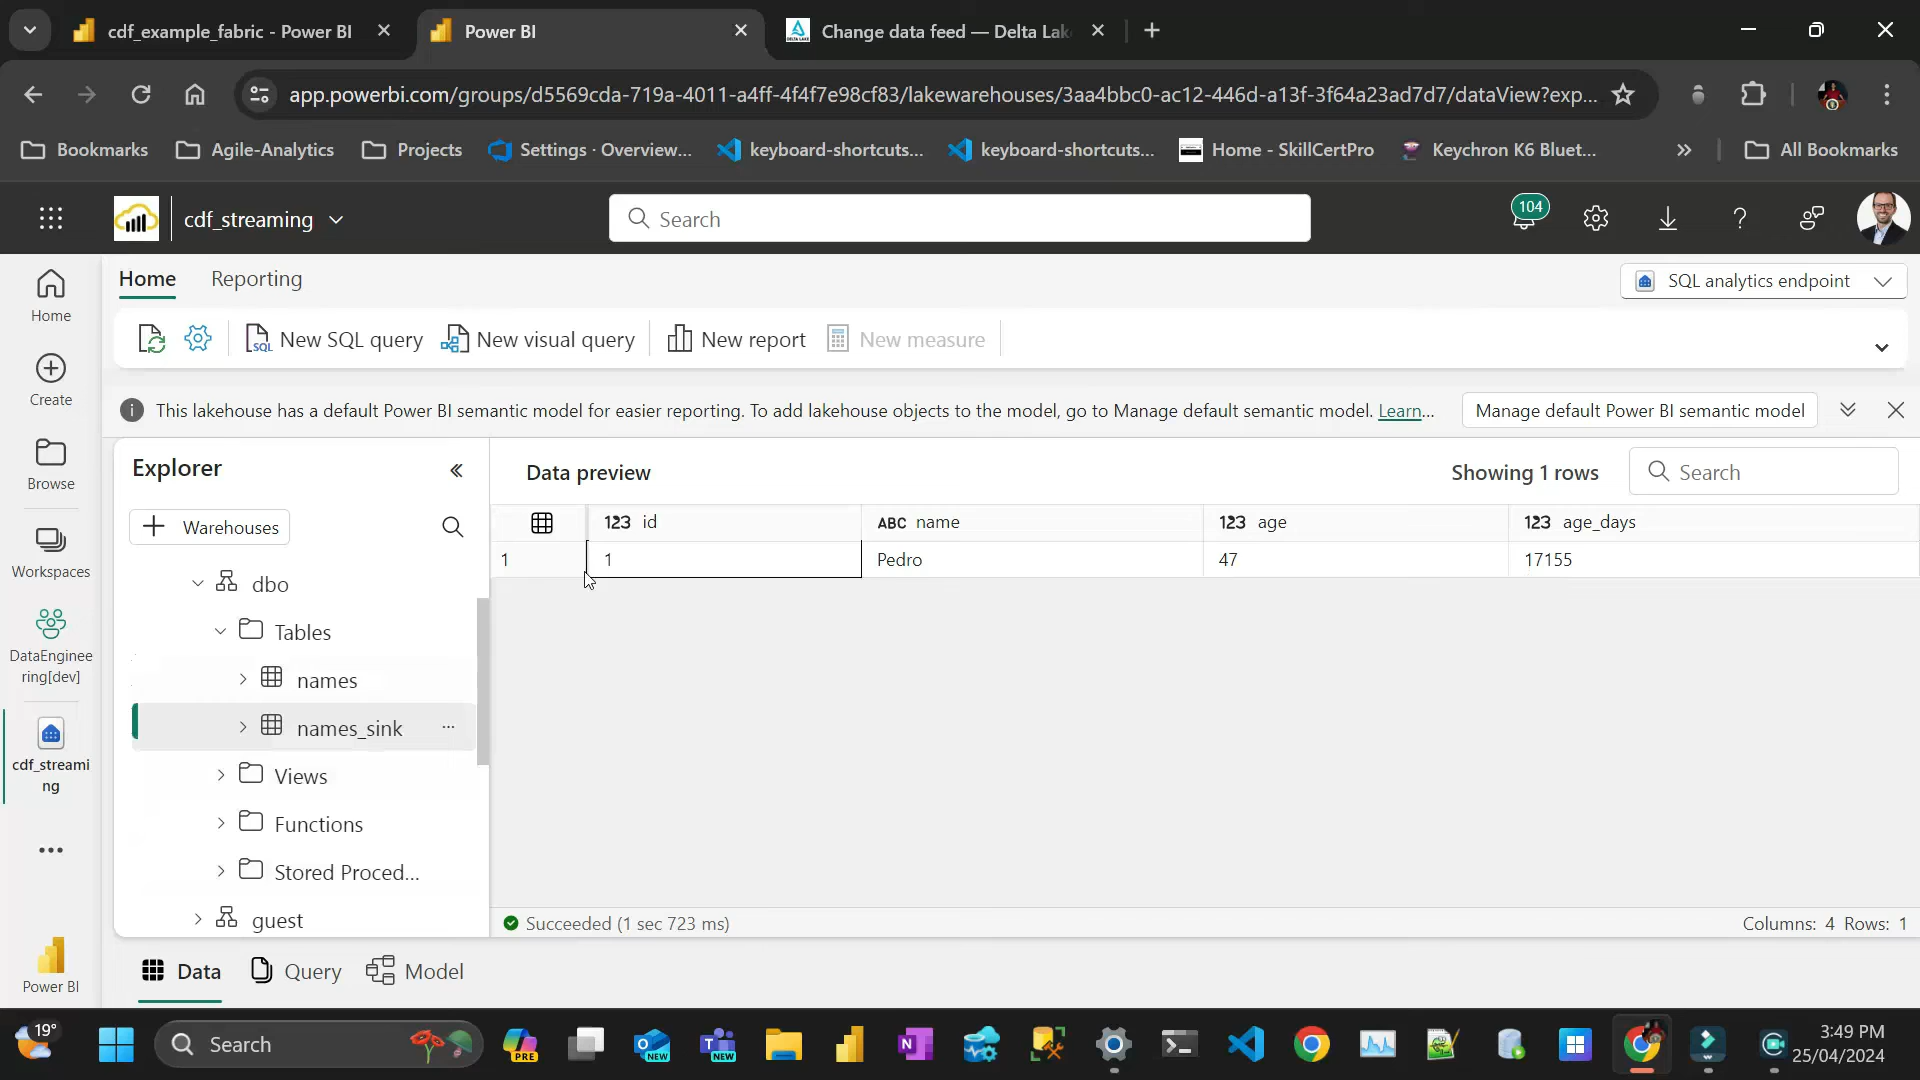 cdf_example_fabric - Power BI
Power BI
Change data feed — Delta Lak
app.powerbi.com/groups/d5569cda-719a-4011-a4ff-4f4f7e98cf83/lakewarehouses/3aa4bbc0-ac12-446d-a13f-3f64a23ad7d7/dataView?exp...
Bookmarks
Agile-Analytics
Projects
Settings · Overview...
keyboard-shortcuts...
keyboard-shortcuts...
Home - SkillCertPro
Keychron K6 Bluet...
All Bookmarks
cdf_streaming
Search
104
Home
Reporting
SQL analytics endpoint
New SQL query
New visual query
New report
New measure
This lakehouse has a default Power BI semantic model for easier reporting. To add lakehouse objects to the model, go to Manage default semantic model. Learn...
Manage default Power BI semantic model
Home
Create
Browse
Workspaces
DataEnginee
ring[dev]
cdf_streami
ng
Power BI
Explorer
Warehouses
dbo
Tables
names
names_sink
Views
Functions
Stored Proced...
guest
Data preview
Showing 1 rows
Search
123 id ABC name 123 age 123 age_days
1 1 Pedro 47 17155
Succeeded (1 sec 723 ms)
Columns: 4 Rows: 1
Data
Query
Model
19°
Search
PRE
NEW
NEW
3:49 PM
25/04/2024